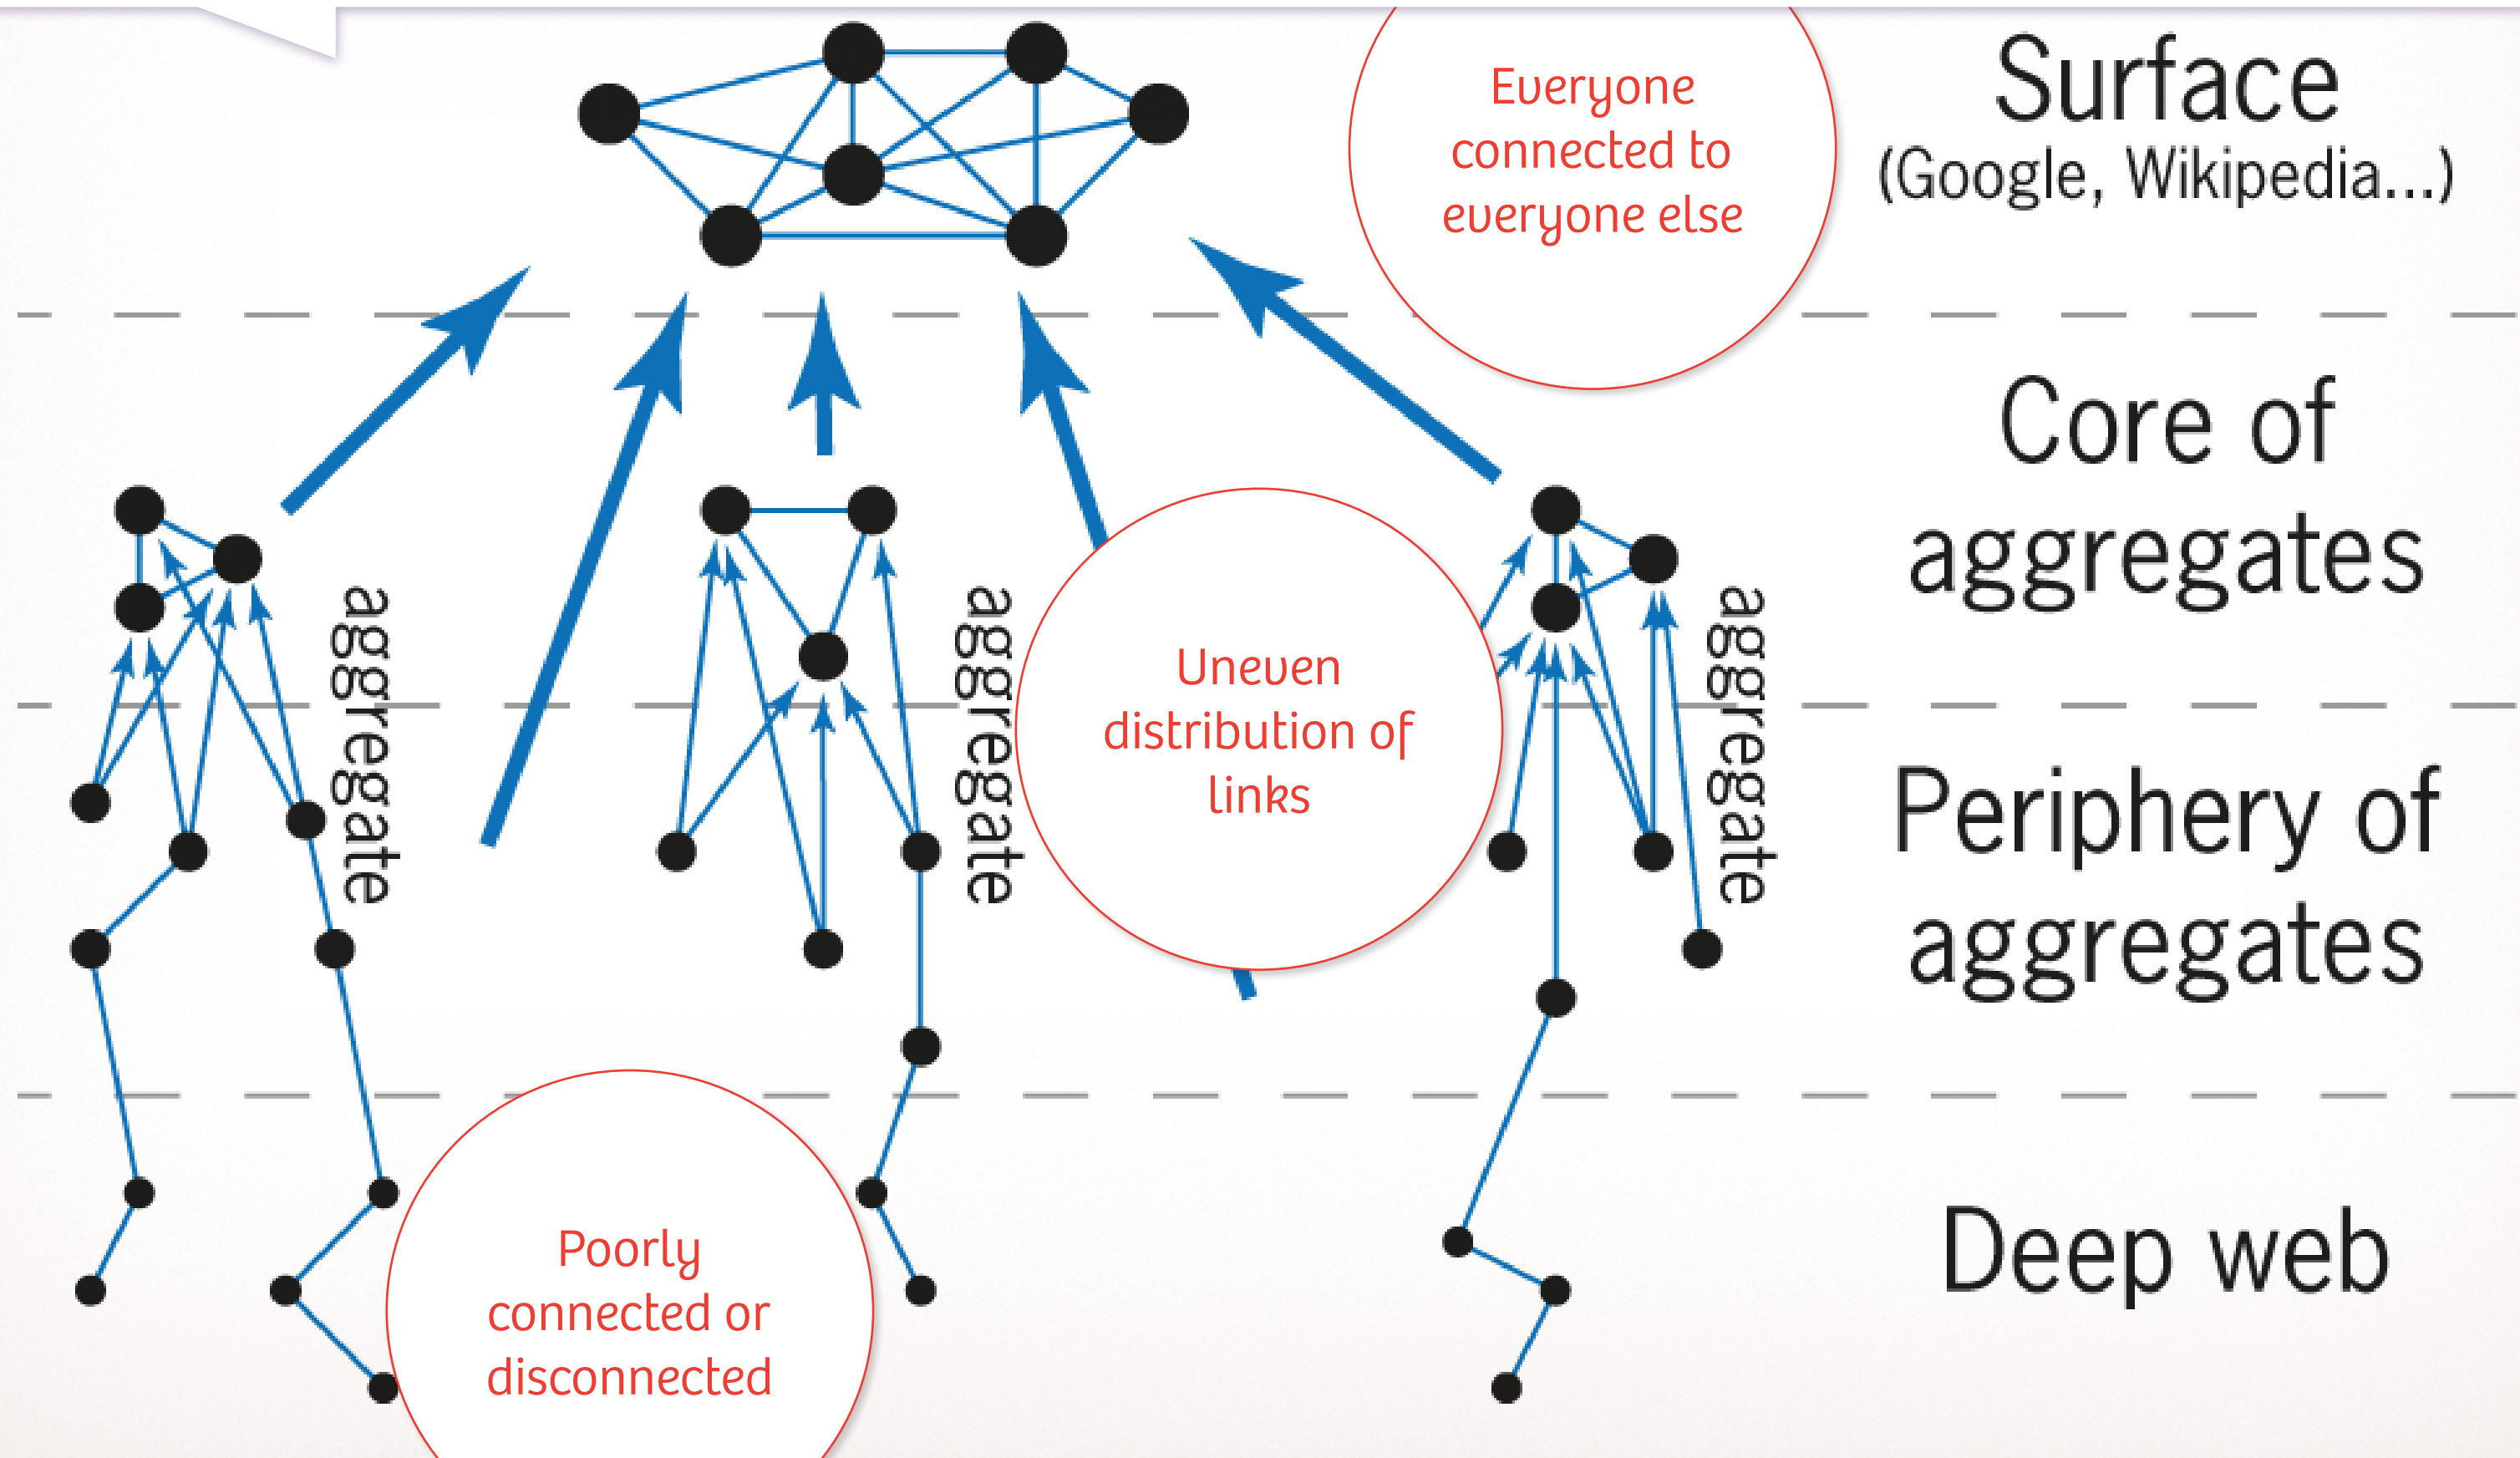 Everyone
connected to
everyone else
Surface
(Google, Wikipedia...)
Core of
aggregates
aggregate
aggregate
aggregate
Uneven
distribution of
links
Periphery of
aggregates
Poorly
connected or
disconnected
Deep web